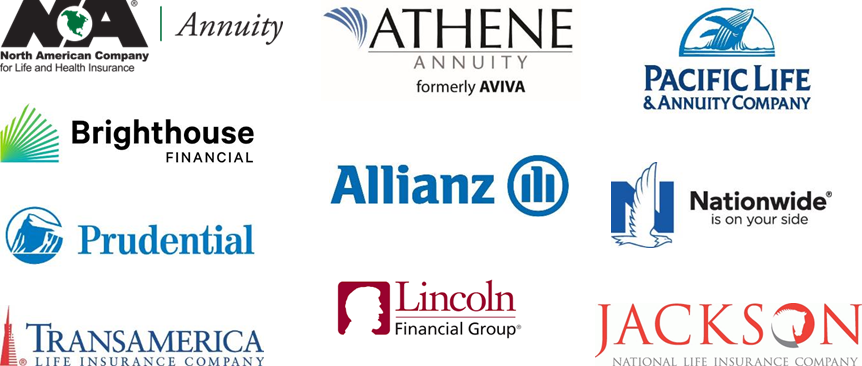 NA® | Annuity
North American Company
for Life and Health Insurance
ATHENE
ANNUITY
formerly AVIVA
PACIFIC LIFE
& ANNUITY COMPANY
Brighthouse
FINANCIAL
Allianz
Nationwide®
is on your side
Prudential
Lincoln
Financial Group®
TRANSAMERICA
® LIFE INSURANCE COMPANY
JACKSON
NATIONAL LIFE INSURANCE COMPANY